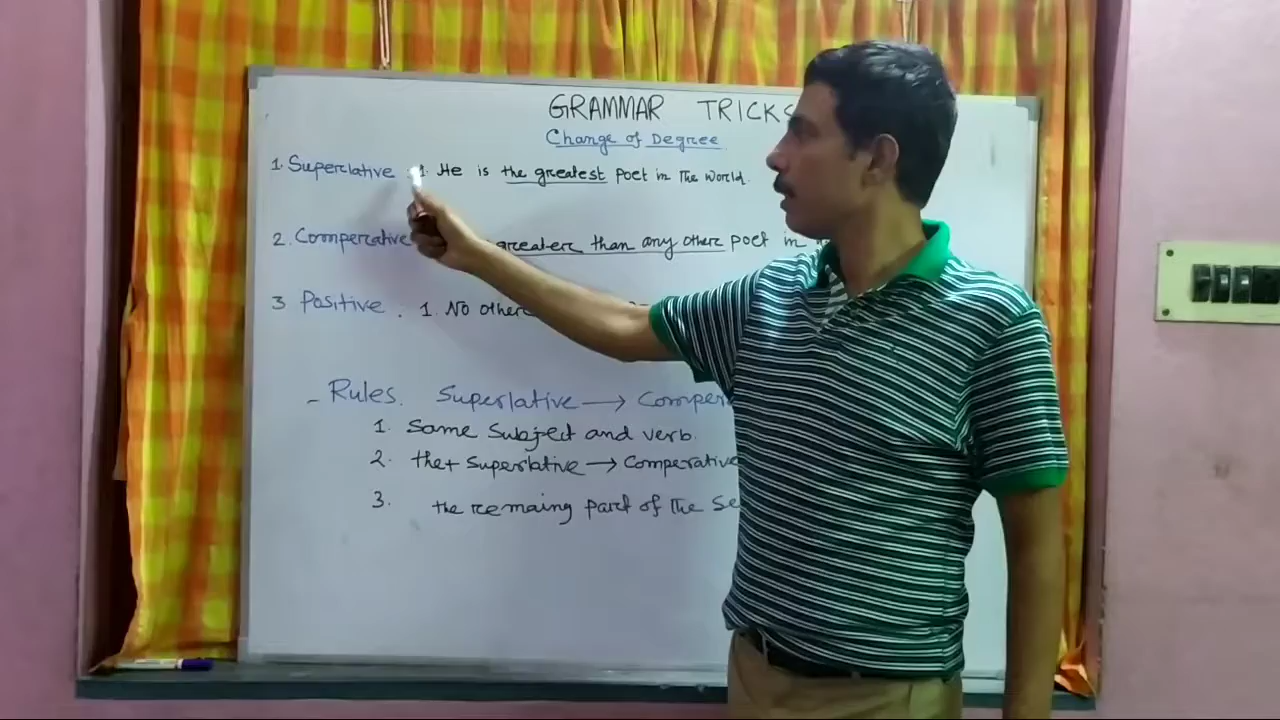 GRAMMAR TRICKS
Change of Degree
1. Superlative 1. He is the greatest poet in the world.
2. Comperative greater than any other poet in
3 Positive. 1. No other
- Rules. Superlative → Comper
1. Same Subject and verb.
2. the+ Superlative → Comperative
3. the remaing part of the Se